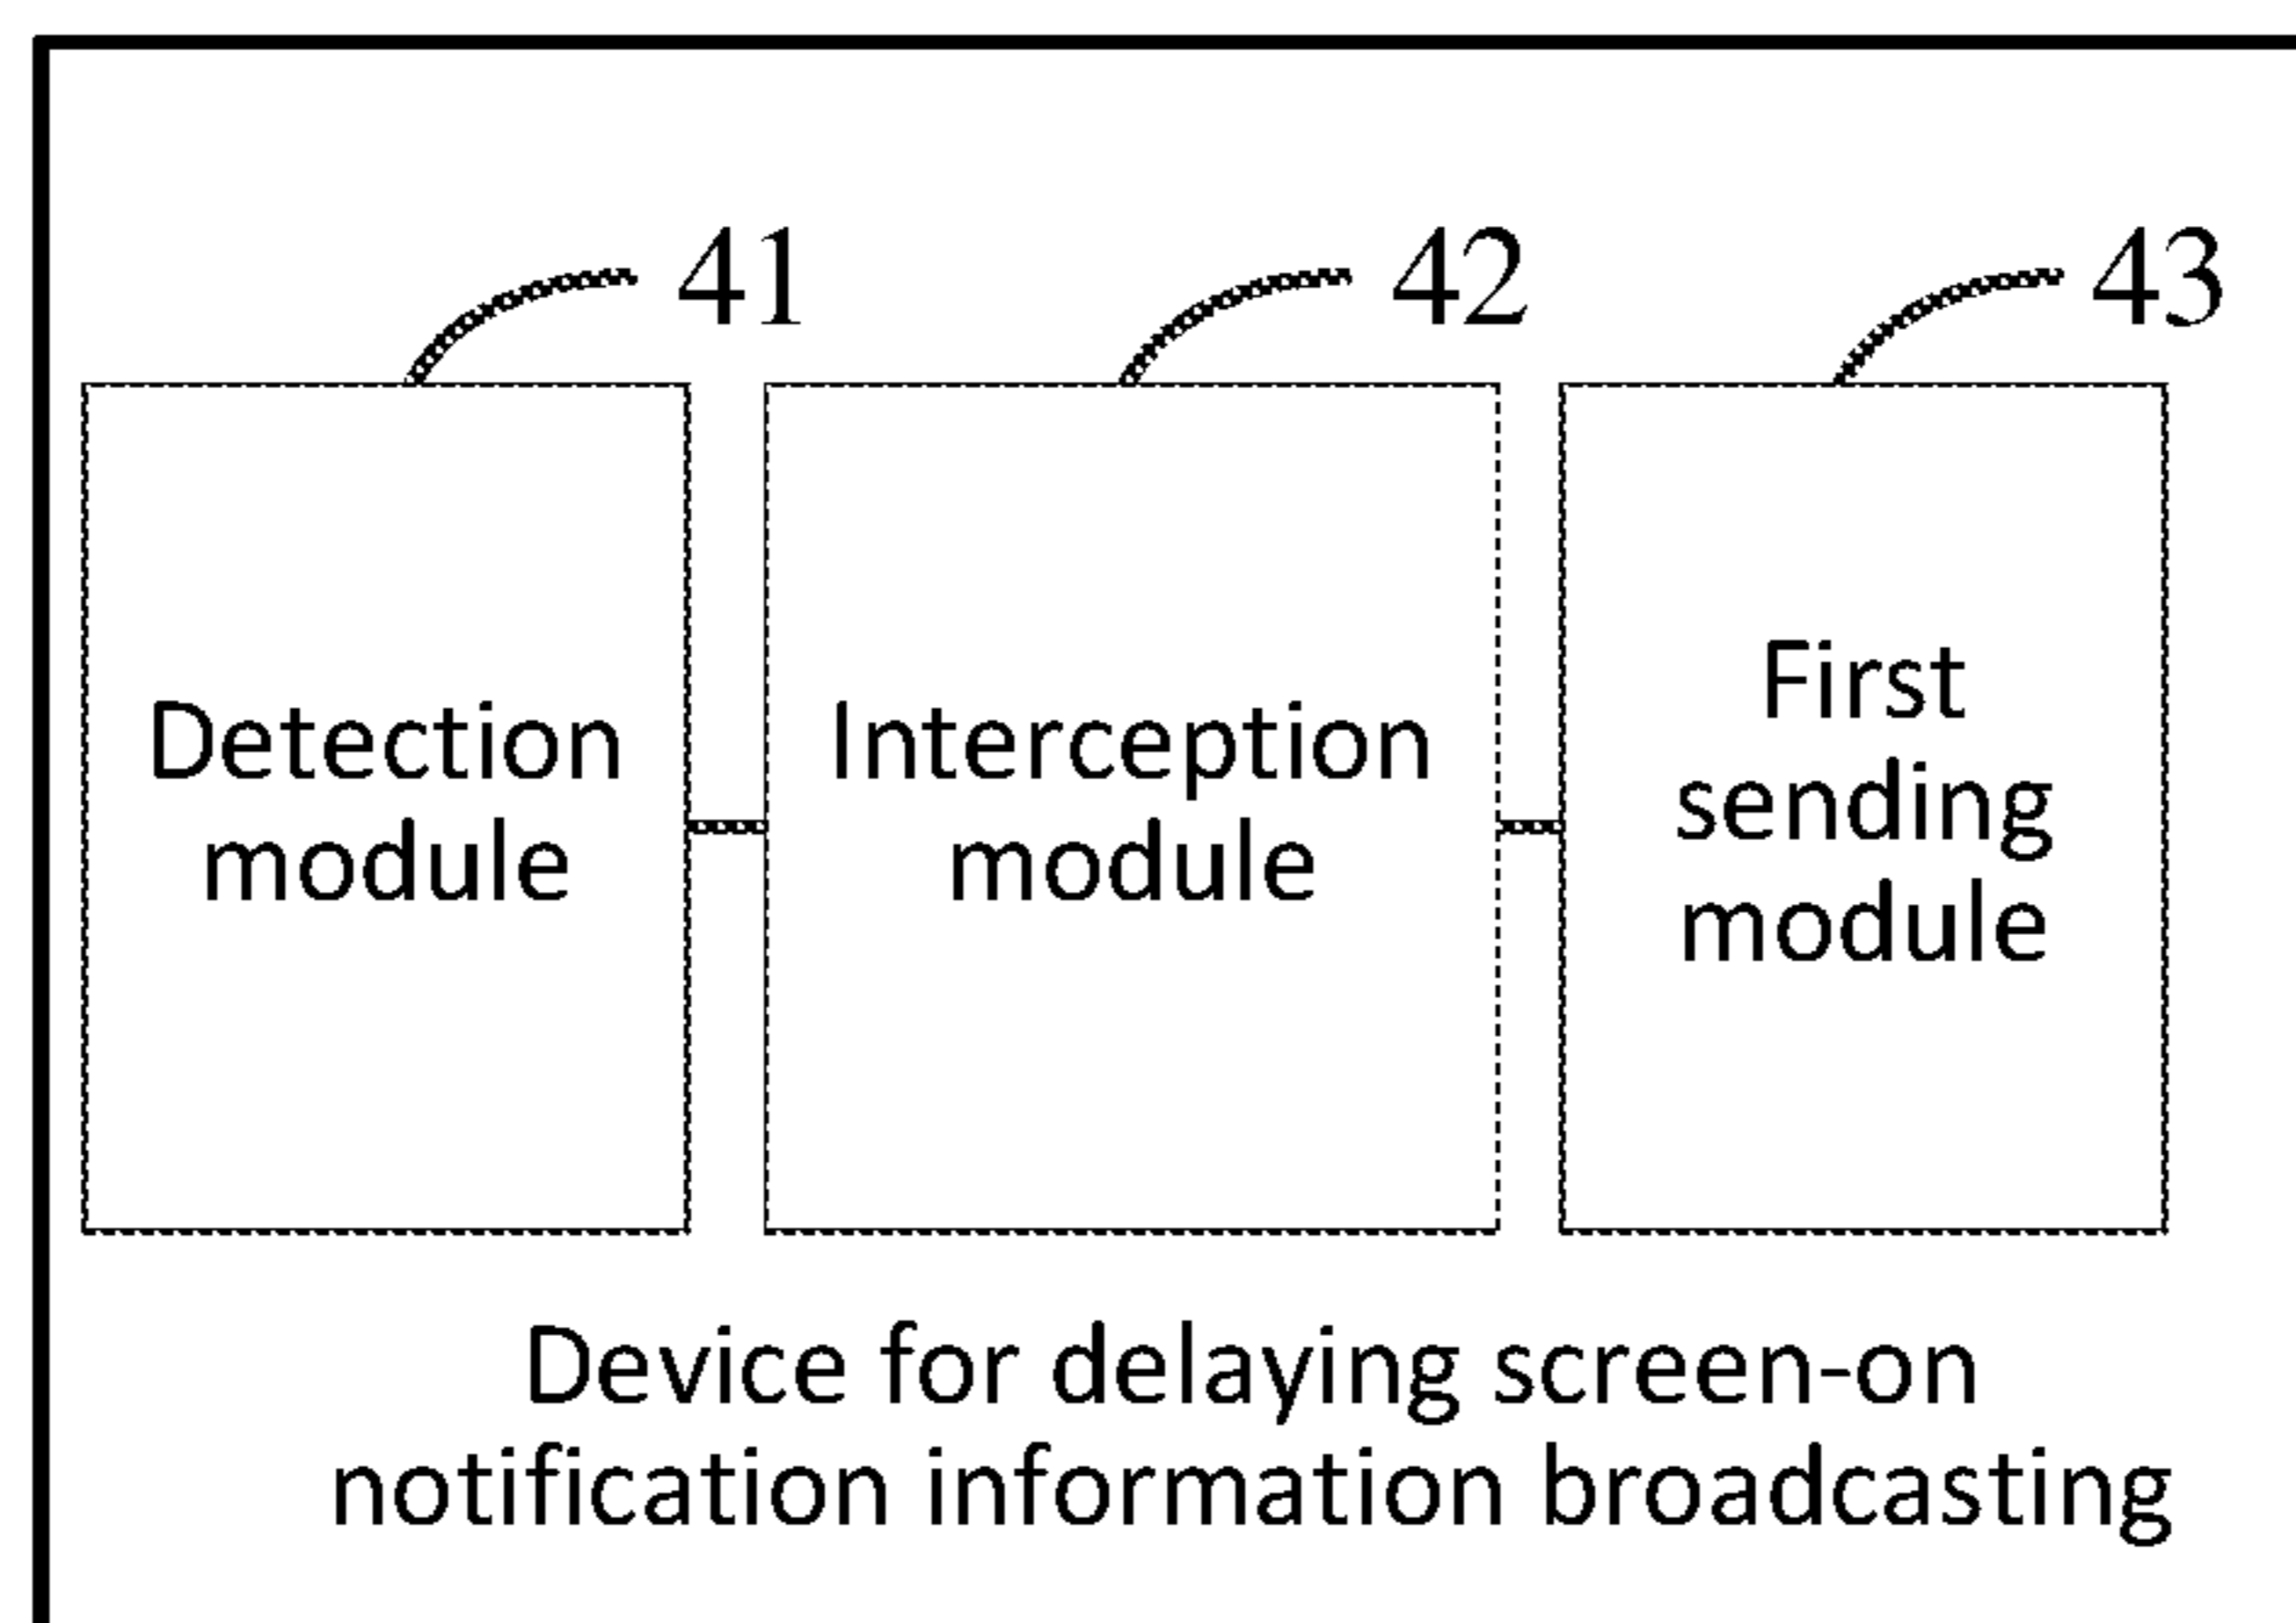 41
42
43
Detection
module
Interception
module
First
sending
module
Device for delaying screen-on
notification information broadcasting